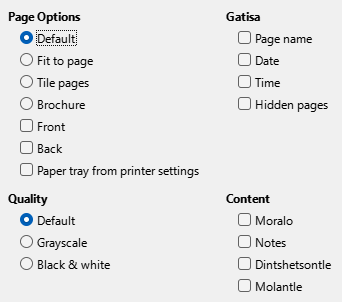 Page Options
Default
Fit to page
Tile pages
Brochure
Front
Back
Paper tray from printer settings
Gatisa
Page name
Date
Time
Hidden pages
Quality
Default
Grayscale
Black & white
Content
Moralo
Notes
Dintshetsontle
Molantle